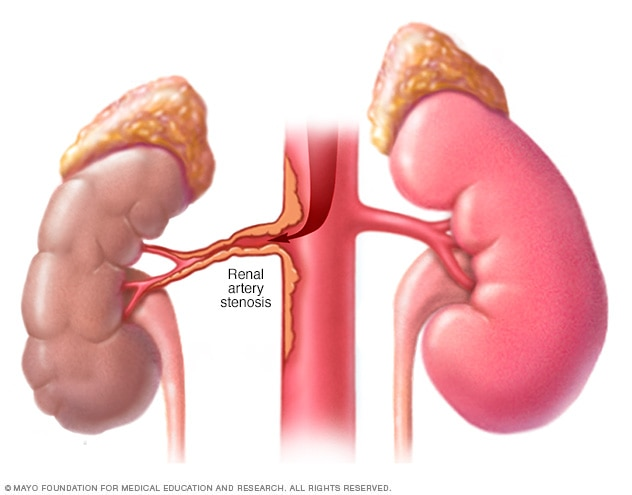 Renal
artery
stenosis
© MAYO FOUNDATION FOR MEDICAL EDUCATION AND RESEARCH. ALL RIGHTS RESERVED.